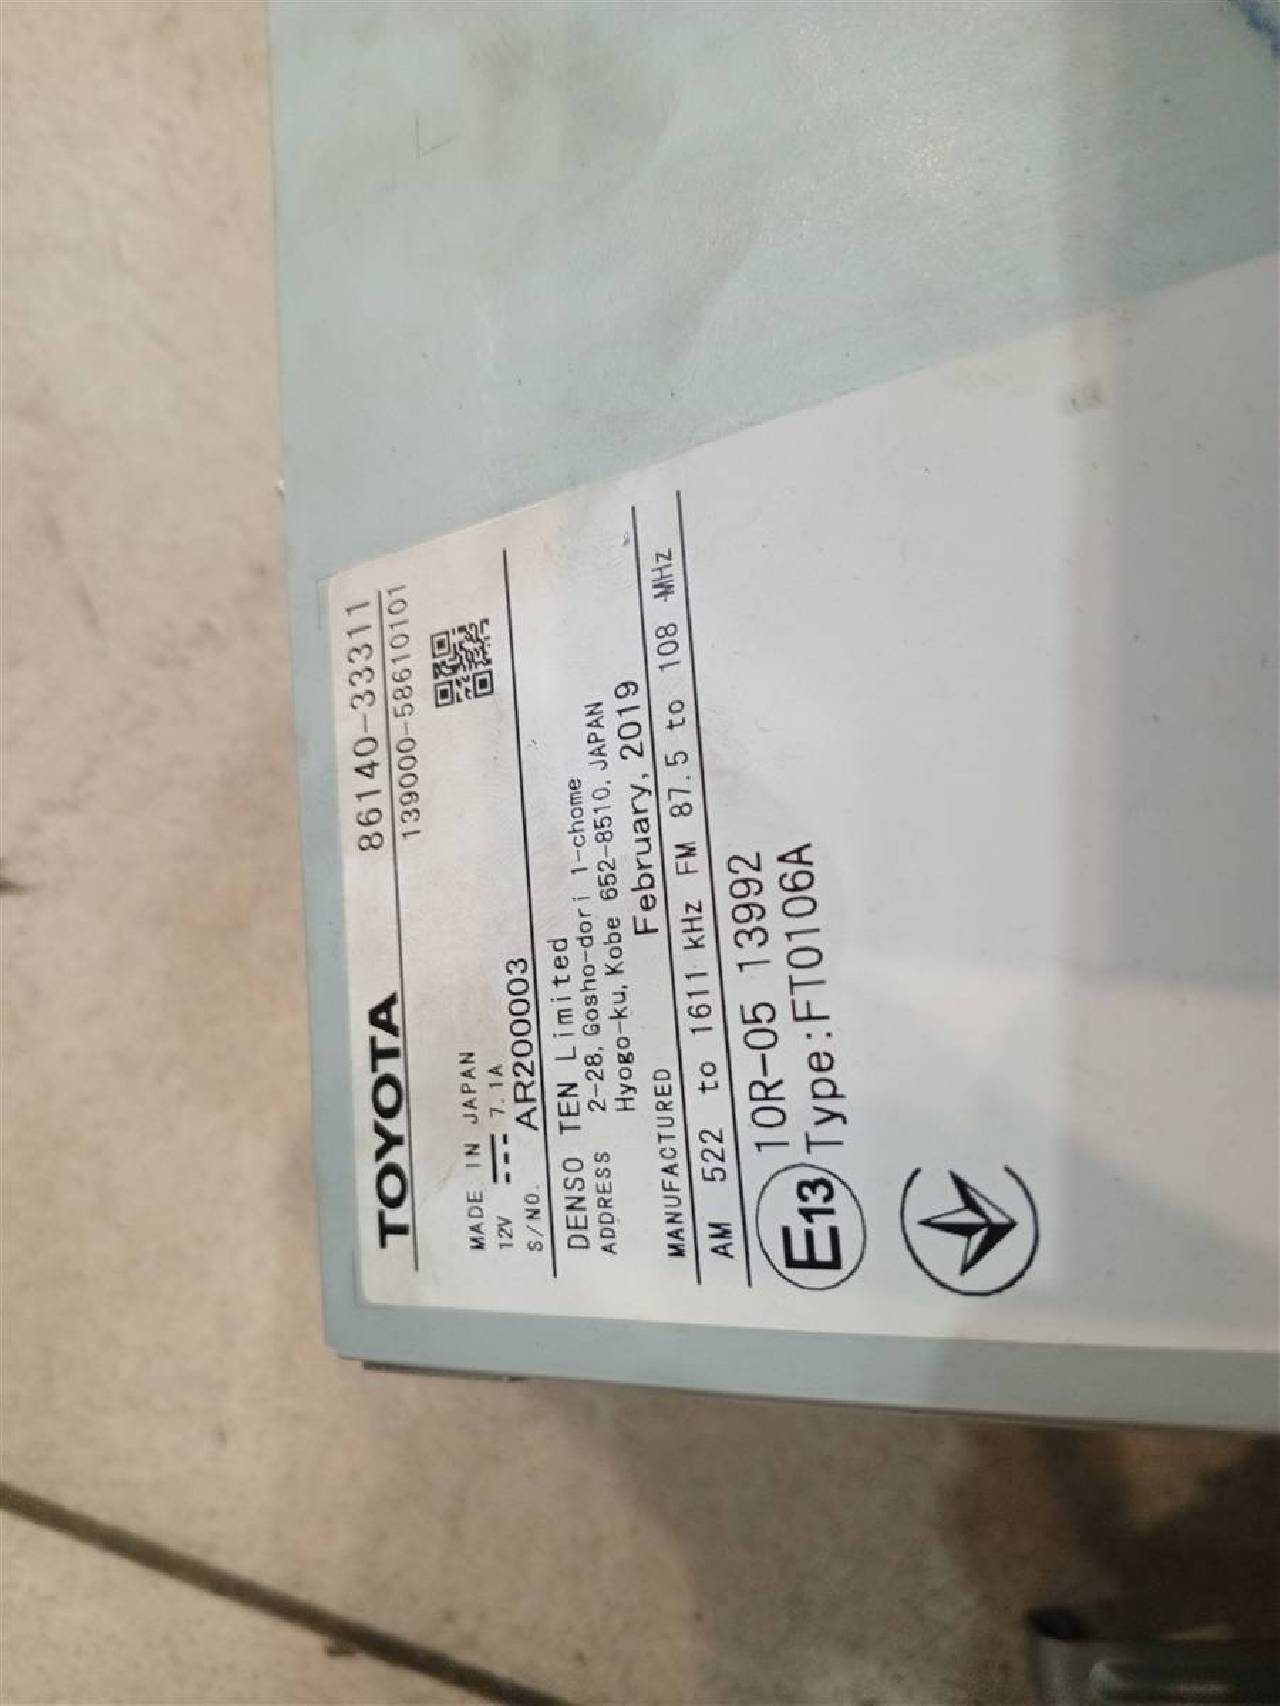 TOYOTA 86140-33311
139000-58610101
MADE IN JAPAN
12V 7.1A
S/NO. AR200003
DENSO TEN Limited
ADDRESS 2-28, Gosho-dori 1-chome
Hyogo-ku, Kobe 652-8510, JAPAN
MANUFACTURED February, 2019
AM 522 to 1611 kHz FM 87.5 to 108 MHz
E13 10R-05 13992
Type:FT0106A